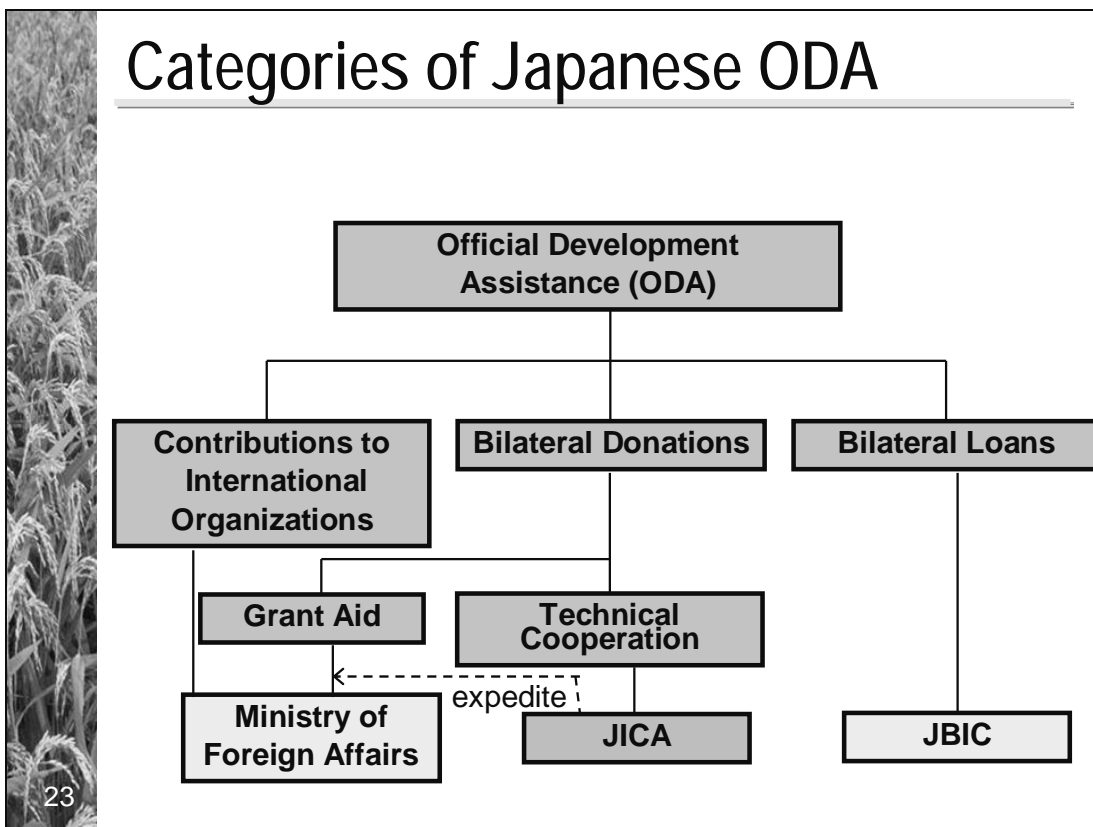 Categories of Japanese ODA
Official Development
Assistance (ODA)
Contributions to
International
Organizations
Bilateral Donations
Bilateral Loans
Grant Aid
Technical
Cooperation
expedite
Ministry of
Foreign Affairs
JICA
JBIC
23